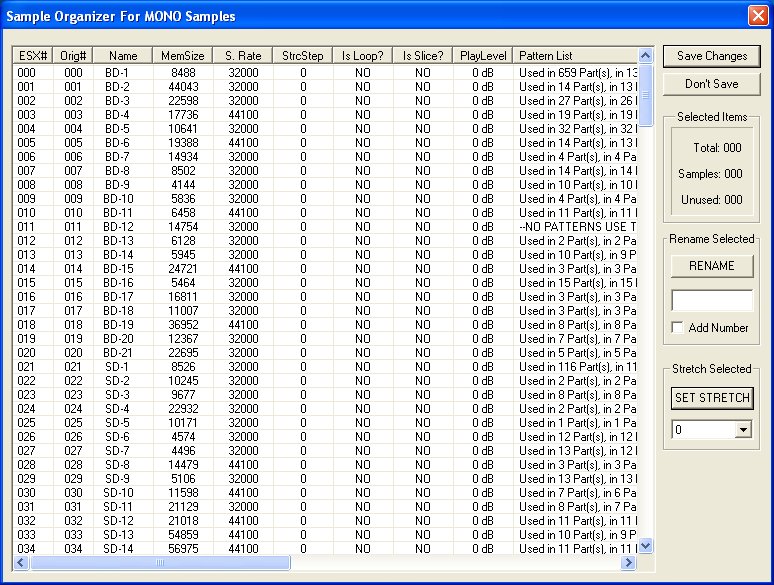 Sample Organizer For MONO Samples
ESX# Orig# Name MemSize S. Rate StrcStep Is Loop? Is Slice? PlayLevel Pattern List
000 000 BD-1 8488 32000 0 NO NO 0 dB Used in 659 Part(s), in 13
001 001 BD-2 44043 32000 0 NO NO 0 dB Used in 14 Part(s), in 13
002 002 BD-3 22598 32000 0 NO NO 0 dB Used in 27 Part(s), in 26
003 003 BD-4 17736 44100 0 NO NO 0 dB Used in 19 Part(s), in 19
004 004 BD-5 10641 32000 0 NO NO 0 dB Used in 32 Part(s), in 32
005 005 BD-6 19388 44100 0 NO NO 0 dB Used in 14 Part(s), in 13
006 006 BD-7 14934 32000 0 NO NO 0 dB Used in 4 Part(s), in 4 Pa
007 007 BD-8 8502 32000 0 NO NO 0 dB Used in 14 Part(s), in 14
008 008 BD-9 4144 32000 0 NO NO 0 dB Used in 10 Part(s), in 10
009 009 BD-10 5836 32000 0 NO NO 0 dB Used in 4 Part(s), in 4 Pa
010 010 BD-11 6458 44100 0 NO NO 0 dB Used in 11 Part(s), in 11
011 011 BD-12 14754 32000 0 NO NO 0 dB --NO PATTERNS USE T
012 012 BD-13 6128 32000 0 NO NO 0 dB Used in 2 Part(s), in 2 Pa
013 013 BD-14 5945 32000 0 NO NO 0 dB Used in 10 Part(s), in 9 P
014 014 BD-15 24721 44100 0 NO NO 0 dB Used in 3 Part(s), in 3 Pa
015 015 BD-16 5464 32000 0 NO NO 0 dB Used in 15 Part(s), in 15
016 016 BD-17 16811 32000 0 NO NO 0 dB Used in 3 Part(s), in 3 Pa
017 017 BD-18 11007 32000 0 NO NO 0 dB Used in 3 Part(s), in 3 Pa
018 018 BD-19 36952 44100 0 NO NO 0 dB Used in 8 Part(s), in 8 Pa
019 019 BD-20 12367 32000 0 NO NO 0 dB Used in 7 Part(s), in 7 Pa
020 020 BD-21 22695 32000 0 NO NO 0 dB Used in 5 Part(s), in 5 Pa
021 021 SD-1 8526 32000 0 NO NO 0 dB Used in 116 Part(s), in 11
022 022 SD-2 10245 32000 0 NO NO 0 dB Used in 2 Part(s), in 2 Pa
023 023 SD-3 9677 32000 0 NO NO 0 dB Used in 8 Part(s), in 8 Pa
024 024 SD-4 22932 32000 0 NO NO 0 dB Used in 2 Part(s), in 2 Pa
025 025 SD-5 10171 32000 0 NO NO 0 dB Used in 1 Part(s), in 1 Pa
026 026 SD-6 4574 32000 0 NO NO 0 dB Used in 12 Part(s), in 12
027 027 SD-7 4496 32000 0 NO NO 0 dB Used in 13 Part(s), in 12
028 028 SD-8 14479 44100 0 NO NO 0 dB Used in 3 Part(s), in 3 Pa
029 029 SD-9 5106 32000 0 NO NO 0 dB Used in 13 Part(s), in 13
030 030 SD-10 11598 44100 0 NO NO 0 dB Used in 7 Part(s), in 6 Pa
031 031 SD-11 21129 44100 0 NO NO 0 dB Used in 8 Part(s), in 8 Pa
032 032 SD-12 21018 44100 0 NO NO 0 dB Used in 11 Part(s), in 11
033 033 SD-13 54859 44100 0 NO NO 0 dB Used in 10 Part(s), in 9 P
034 034 SD-14 56975 44100 0 NO NO 0 dB Used in 11 Part(s), in 11
Save Changes
Don't Save
Selected Items
Total: 000
Samples: 000
Unused: 000
Rename Selected
RENAME
Add Number
Stretch Selected
SET STRETCH
0